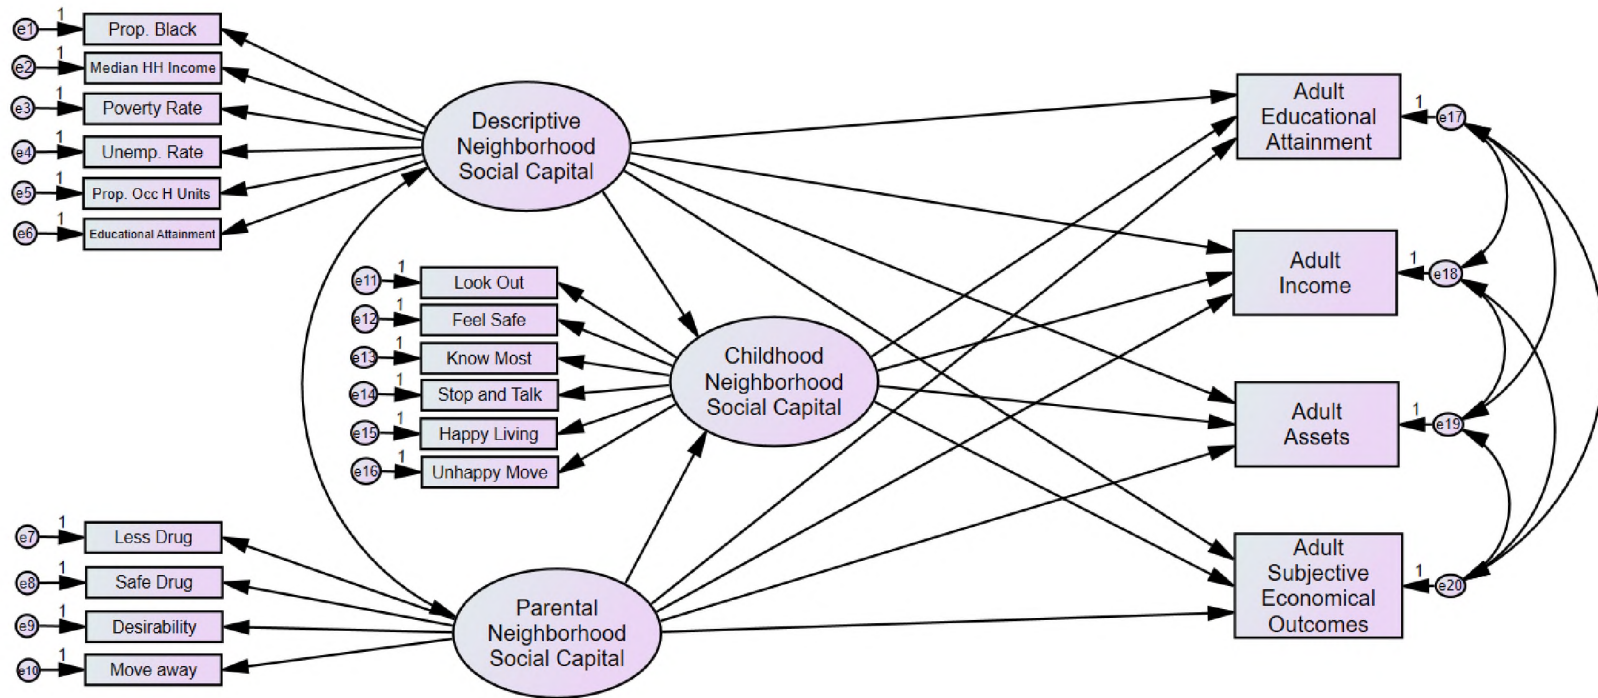 e1
1
Prop. Black
e2
1
Median HH Income
e3
1
Poverty Rate
e4
1
Unemp. Rate
e5
1
Prop. Occ H Units
e6
1
Educational Attainment
Descriptive
Neighborhood
Social Capital
e11
1
Look Out
e12
1
Feel Safe
e13
1
Know Most
e14
1
Stop and Talk
e15
1
Happy Living
e16
1
Unhappy Move
Childhood
Neighborhood
Social Capital
e7
1
Less Drug
e8
1
Safe Drug
e9
1
Desirability
e10
1
Move away
Parental
Neighborhood
Social Capital
Adult
Educational
Attainment
1
e17
Adult
Income
1
e18
Adult
Assets
1
e19
Adult
Subjective
Economical
Outcomes
1
e20